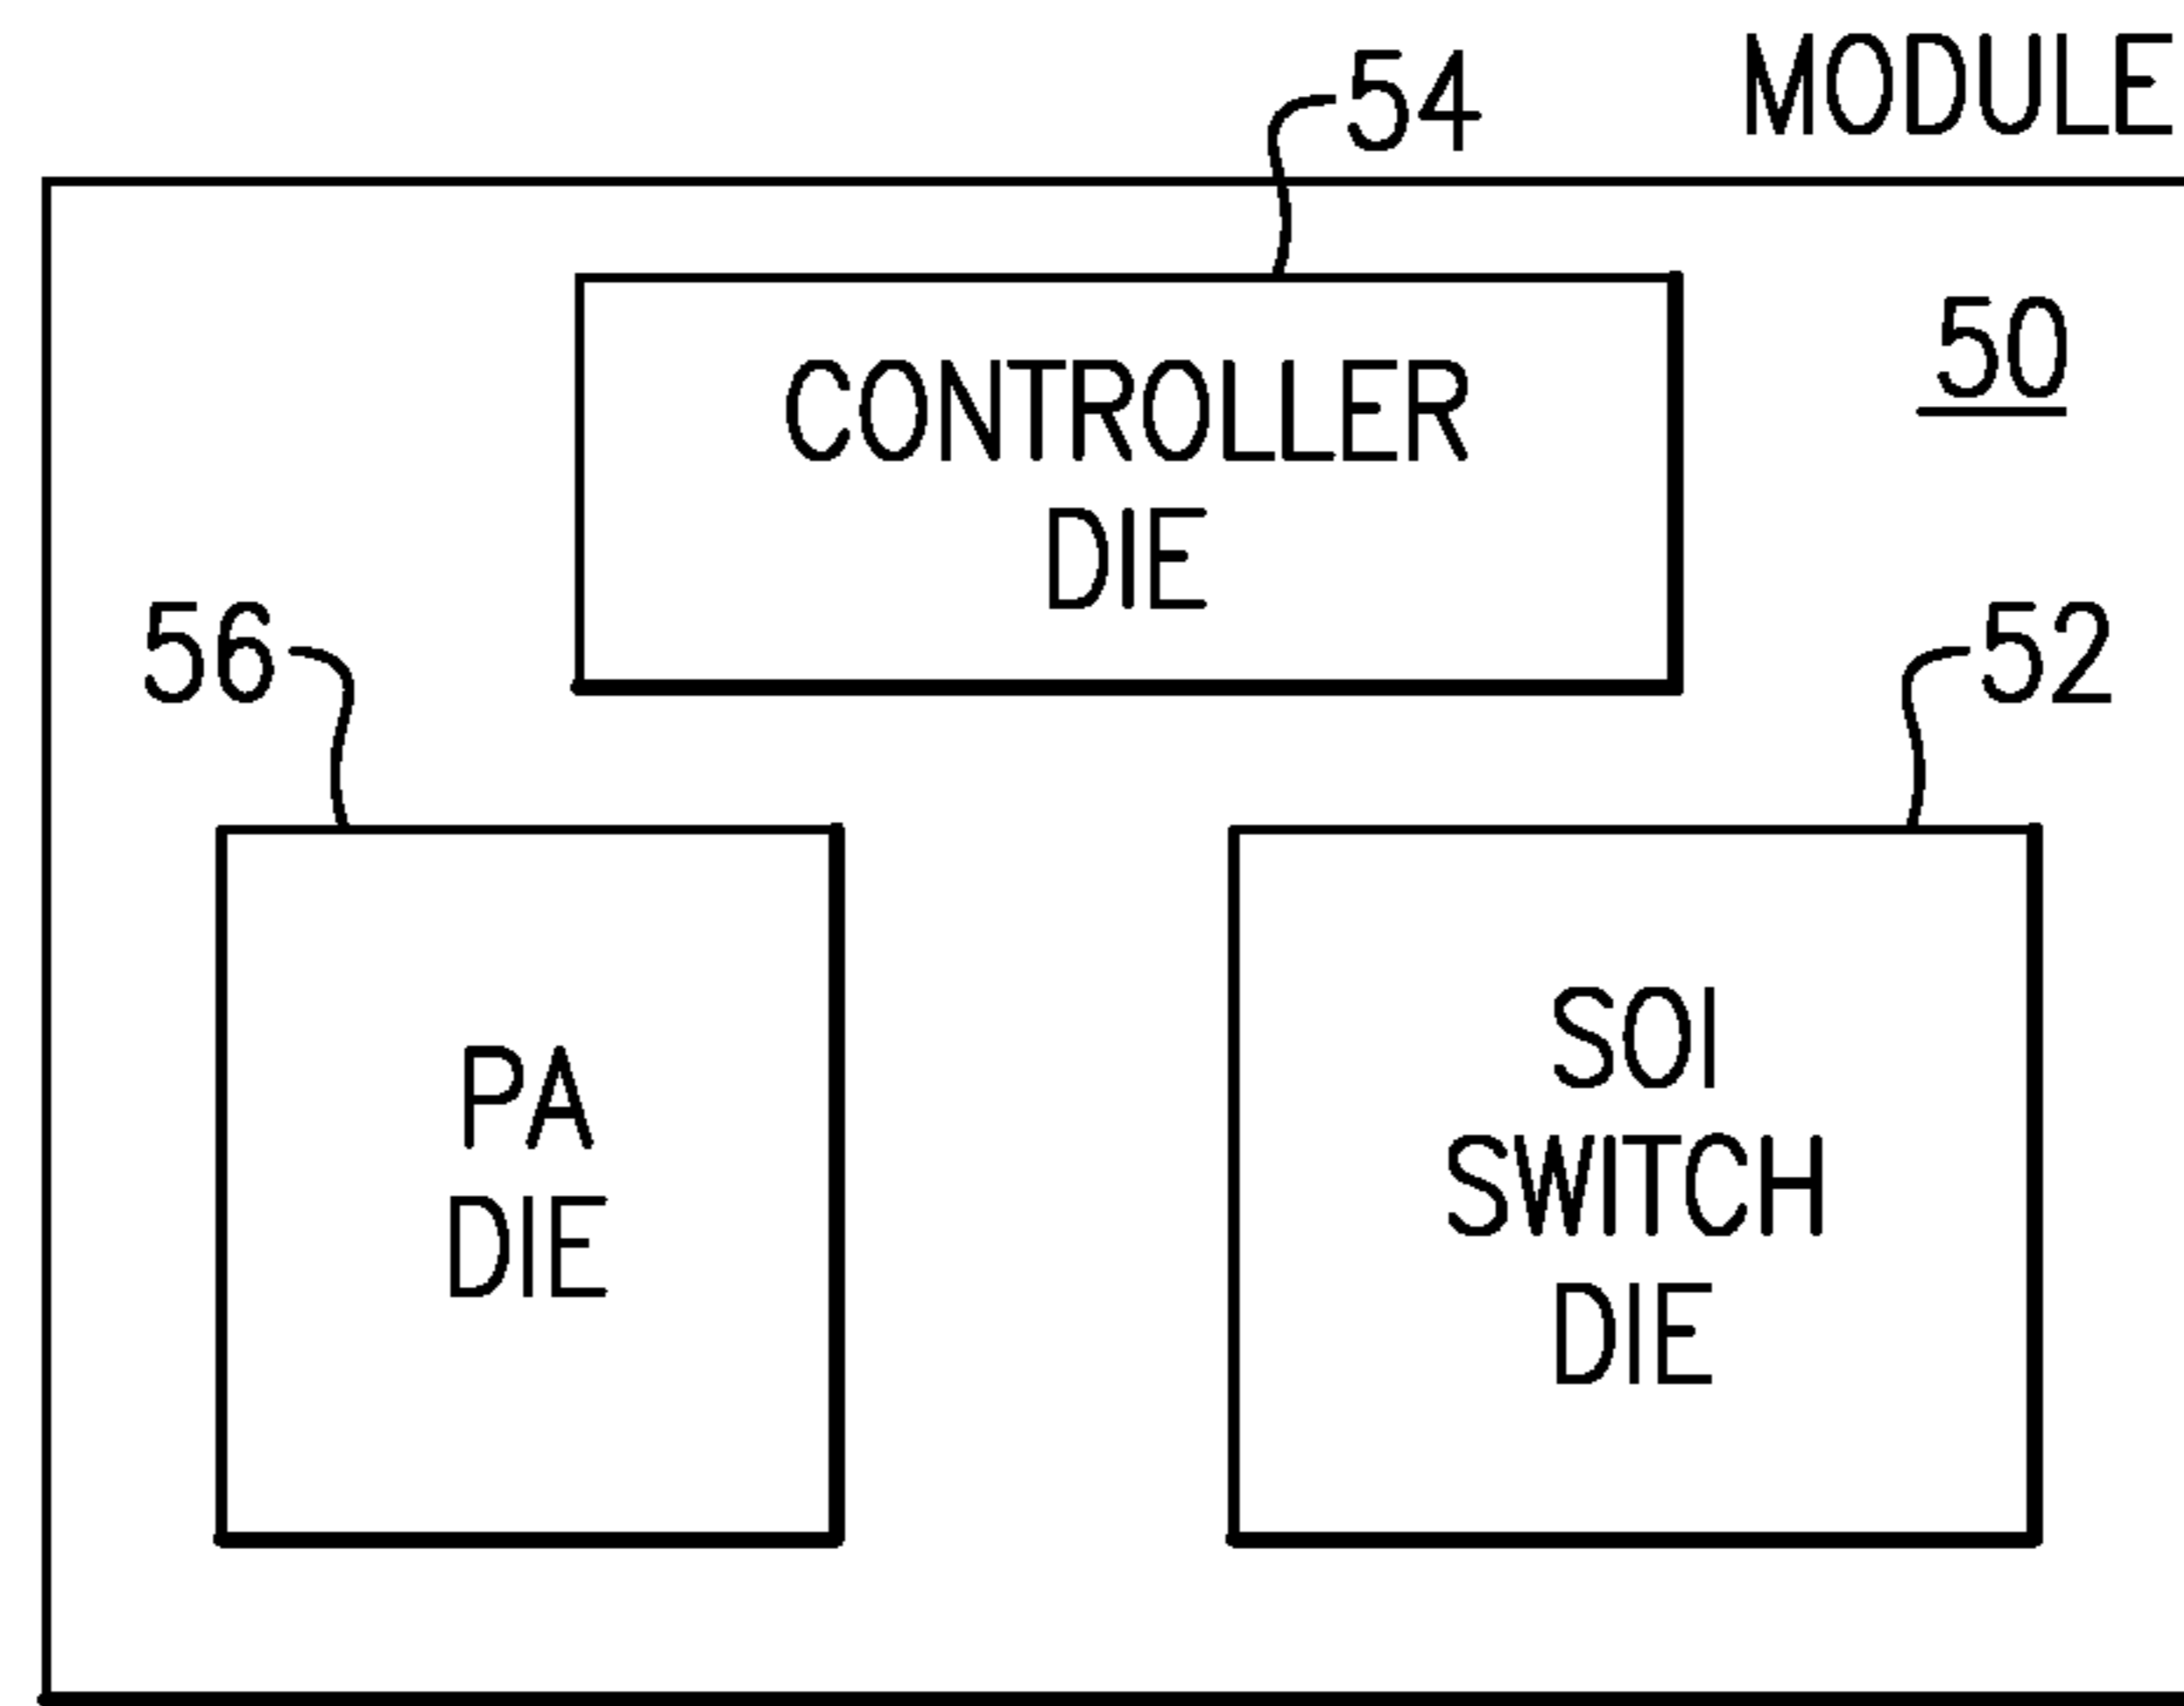 MODULE
54
50
CONTROLLER
DIE
56
52
PA
DIE
SOI
SWITCH
DIE